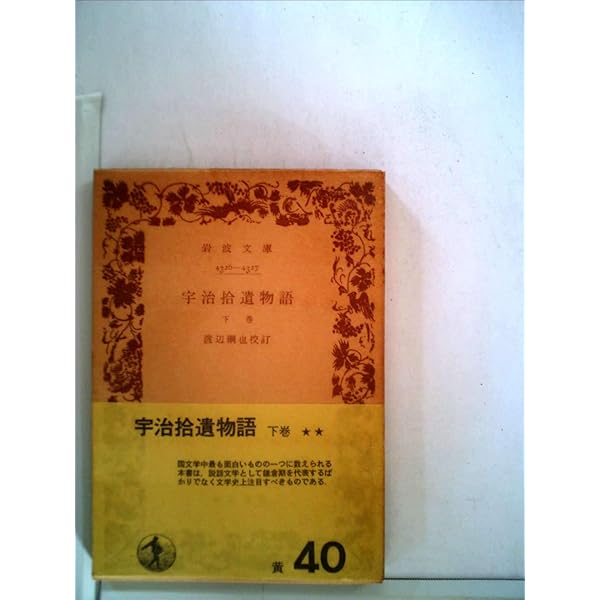 岩波文庫
4326—4327
宇治拾遺物語
下巻
渡辺綱也校訂
宇治拾遺物語 下巻 ★★
国文学中最も面白いものの一つに数えられる
本書は、説話文学として鎌倉期を代表するば
かりでなく文学史上注目すべきものである。
黄 40